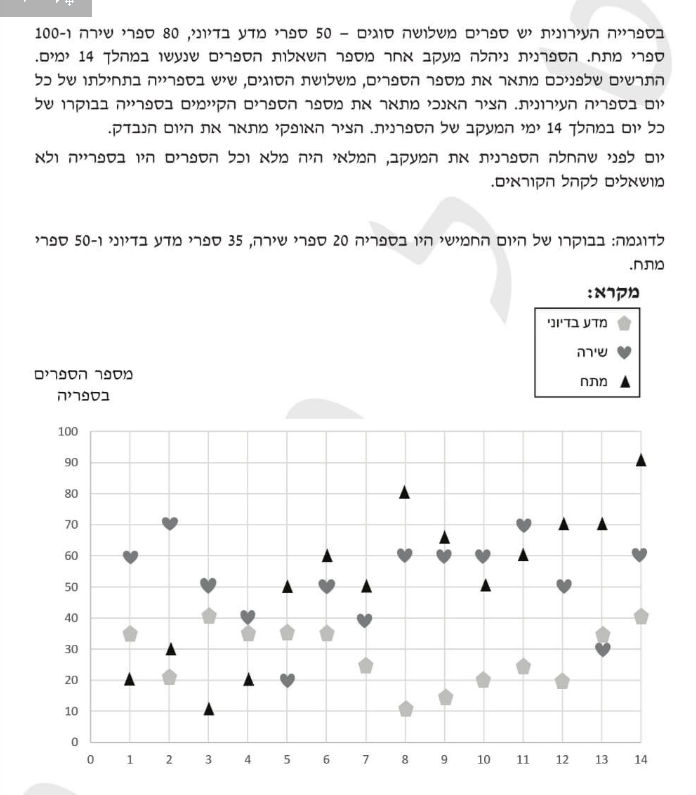 בספרייה העירונית יש ספרים משלושה סוגים – 50 ספרי מדע בדיוני, 80 ספרי שירה ו-100
ספרי מתח. הספרנית ניהלה מעקב אחר מספר השאלות הספרים שנעשו במהלך 14 ימים.
התרשים שלפניכם מתאר את מספר הספרים, משלושת הסוגים, שיש בספרייה בתחילתו של כל
יום בספריה העירונית. הציר האנכי מתאר את מספר הספרים הקיימים בספרייה בבוקרו של
כל יום במהלך 14 ימי המעקב של הספרנית. הציר האופקי מתאר את היום הנבדק.
יום לפני שהחלה הספרנית את המעקב, המלאי היה מלא וכל הספרים היו בספרייה ולא
מושאלים לקהל הקוראים.
לדוגמה: בבוקרו של היום החמישי היו בספריה 20 ספרי שירה, 35 ספרי מדע בדיוני ו-50 ספרי
מתח.
מקרא:
מדע בדיוני
שירה
מתח
מספר הספרים
בספריה
100
90
80
70
60
50
40
30
20
10
0
0 1 2 3 4 5 6 7 8 9 10 11 12 13 14